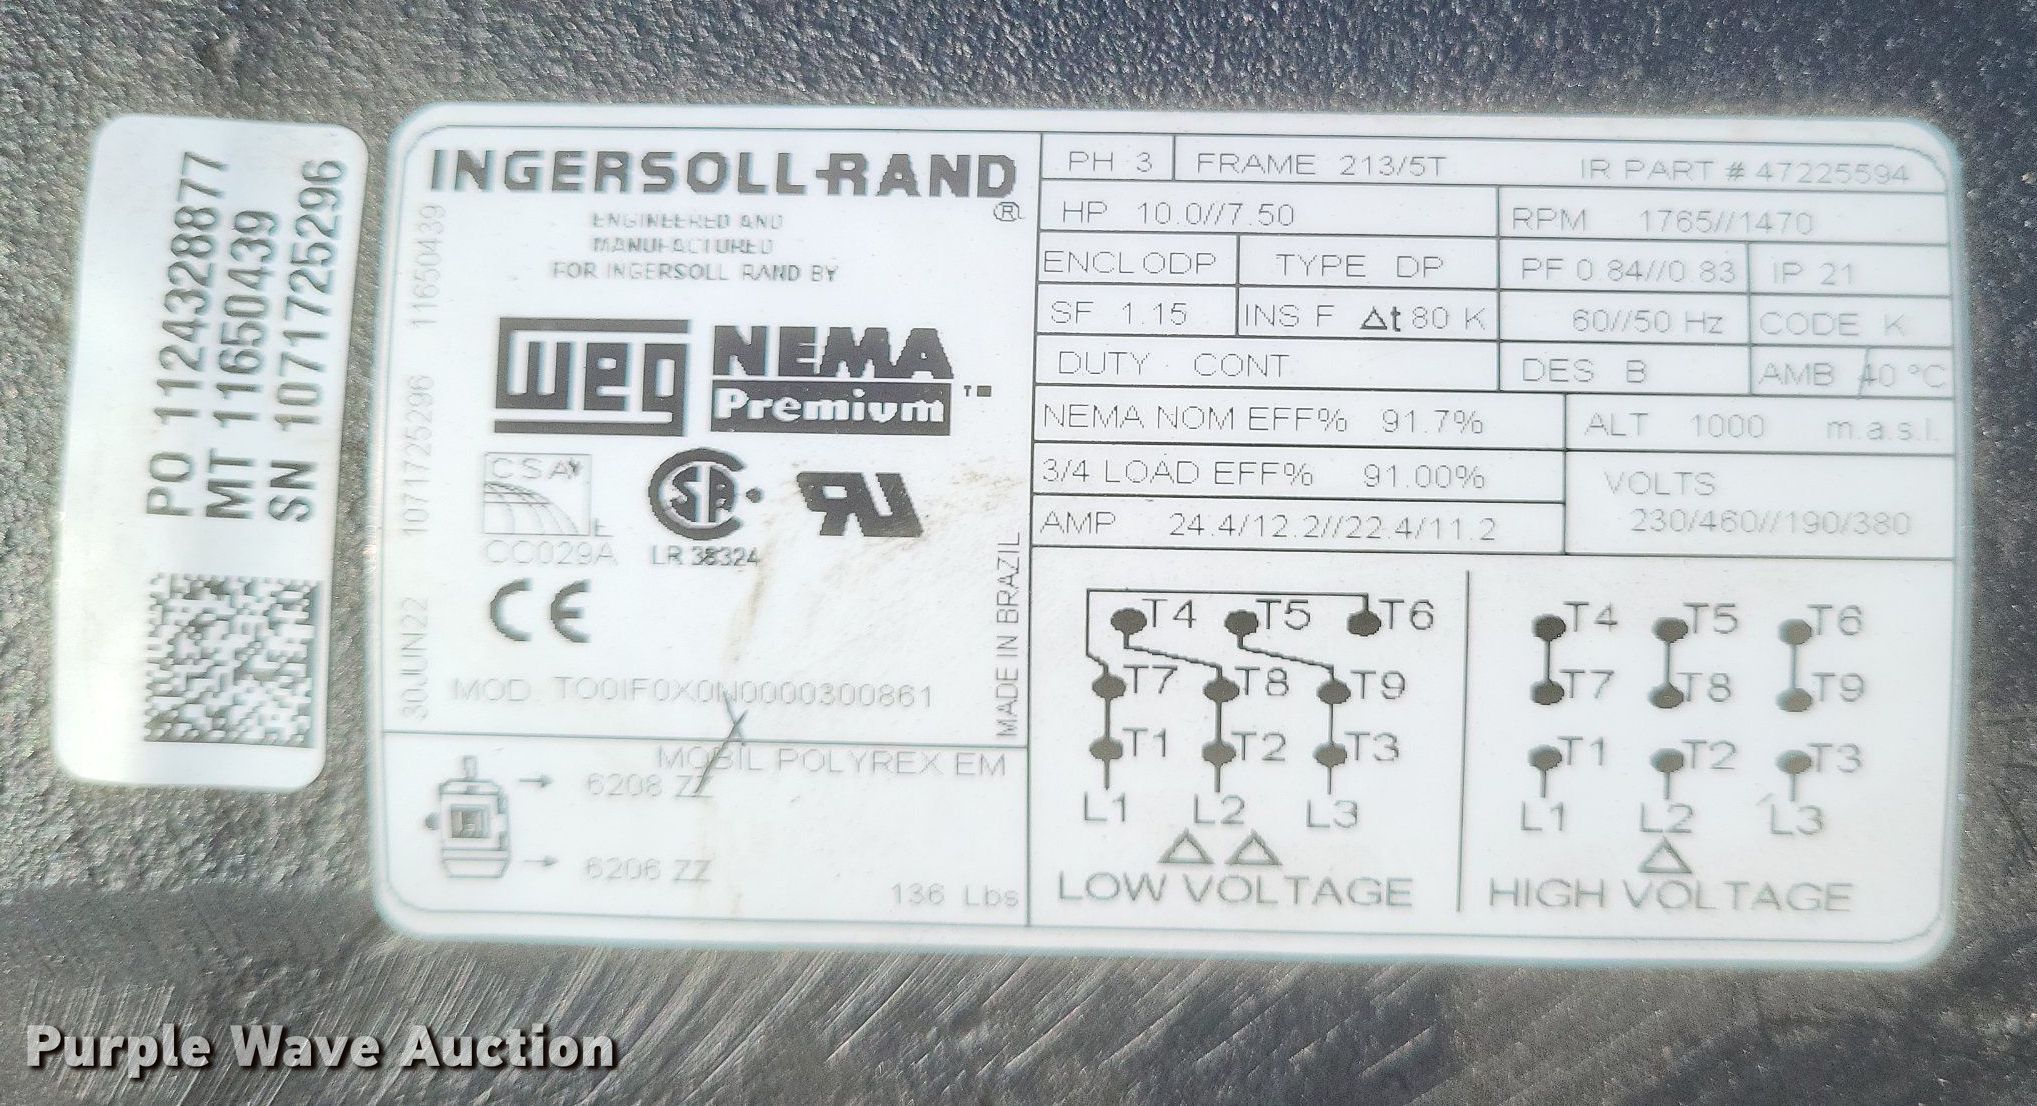 PO 1124328877
MT 11650439
SN 1071725296
INGERSOLL-RAND
®
ENGINEERED AND
MANUFACTURED
FOR INGERSOLL RAND BY
30JUN22 1071725296 11650439
WEG NEMA
Premium ™
CSA
CC029A
SA
LR 38324
CE
MADE IN BRAZIL
MOD. TO0IF0X0N0000300861
MOBIL POLYREX EM
6208 ZZ
6206 ZZ
136 Lbs
PH 3 FRAME 213/5T IR PART # 47225594
HP 10.0//7.50 RPM 1765//1470
ENCL ODP TYPE DP PF 0.84//0.83 IP 21
SF 1.15 INS F Δt 80 K 60//50 Hz CODE K
DUTY CONT. DES B AMB 40 °C
NEMA NOM EFF% 91.7% ALT 1000 m.a.s.l.
3/4 LOAD EFF% 91.00% VOLTS
AMP 24.4/12.2//22.4/11.2 230/460//190/380
T4 T5 T6
T7 T8 T9
T1 T2 T3
L1 L2 L3
ΔΔ
LOW VOLTAGE
T4 T5 T6
T7 T8 T9
T1 T2 T3
L1 L2 L3
Δ
HIGH VOLTAGE
Purple Wave Auction